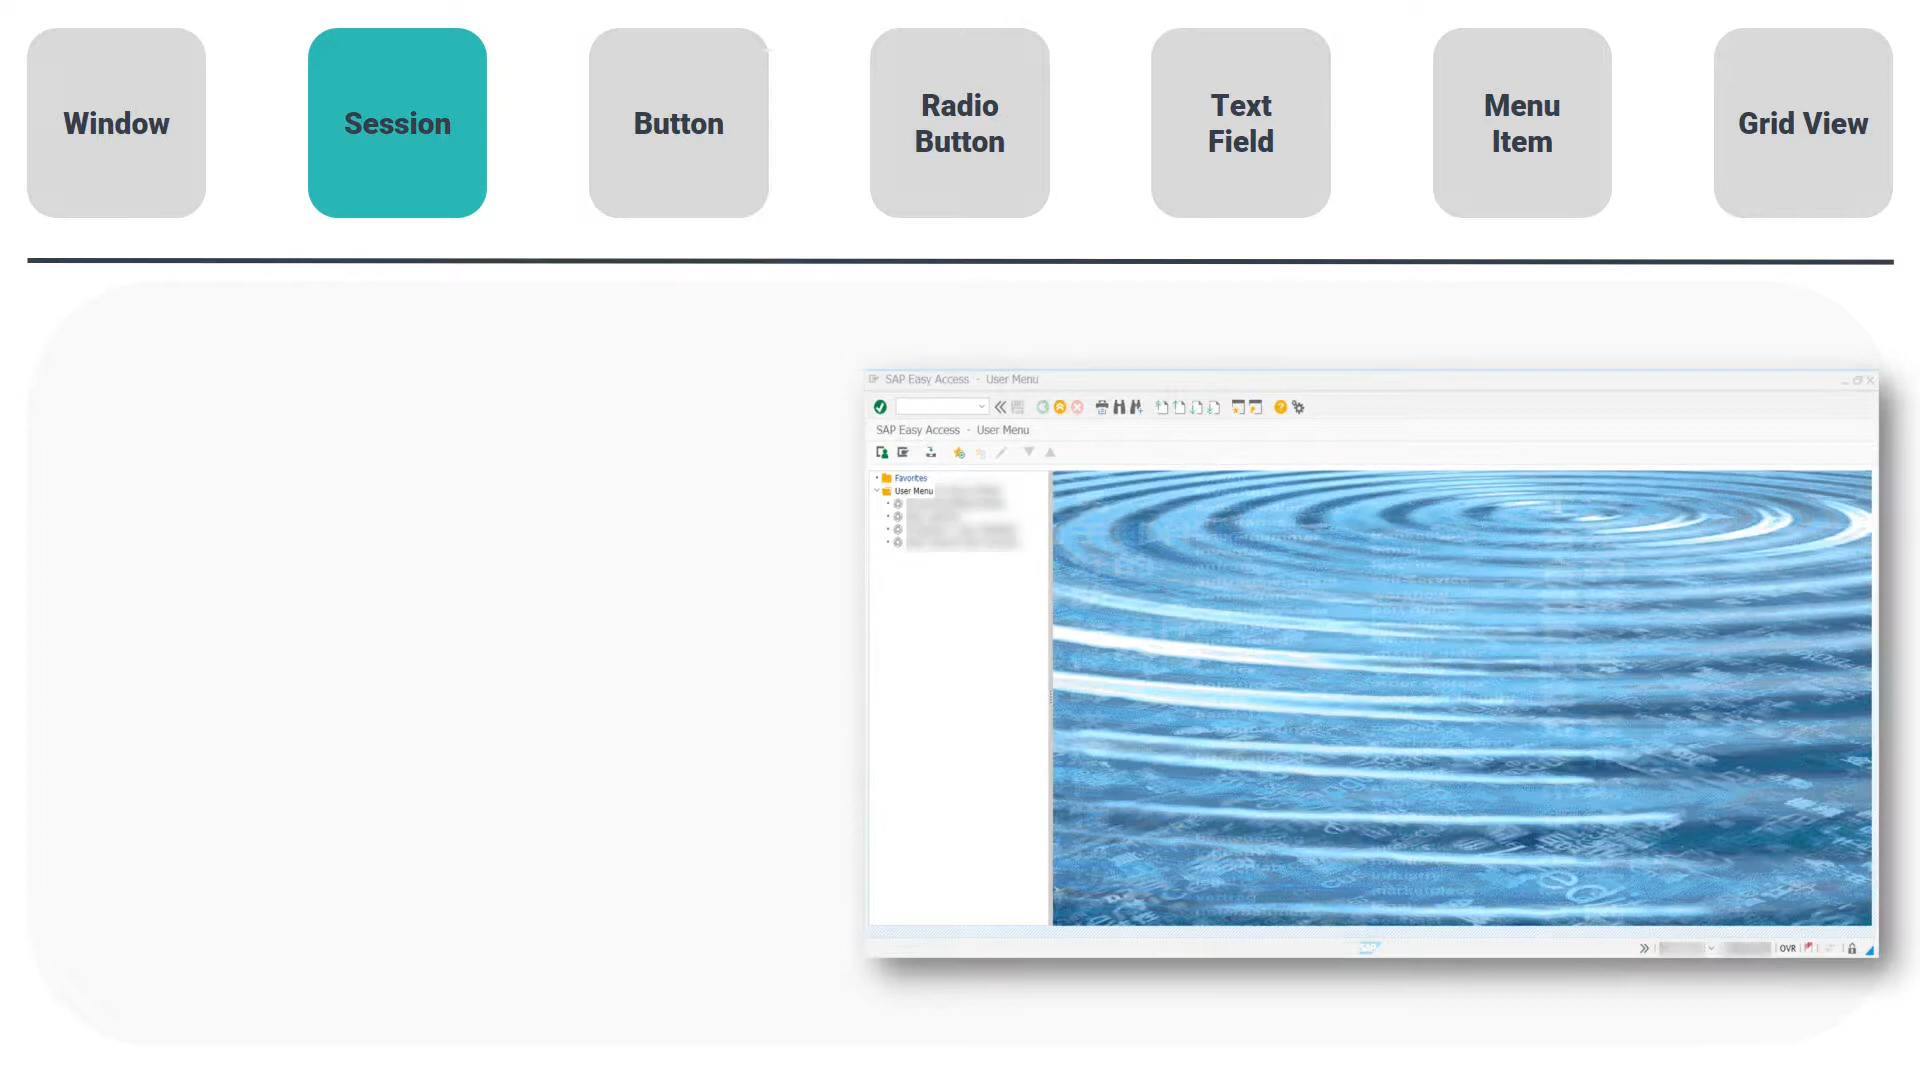 Window
Session
Button
Radio
Button
Text
Field
Menu
Item
Grid View
SAP Easy Access - User Menu
SAP Easy Access - User Menu
Favorites
User Menu
SAP
OVR